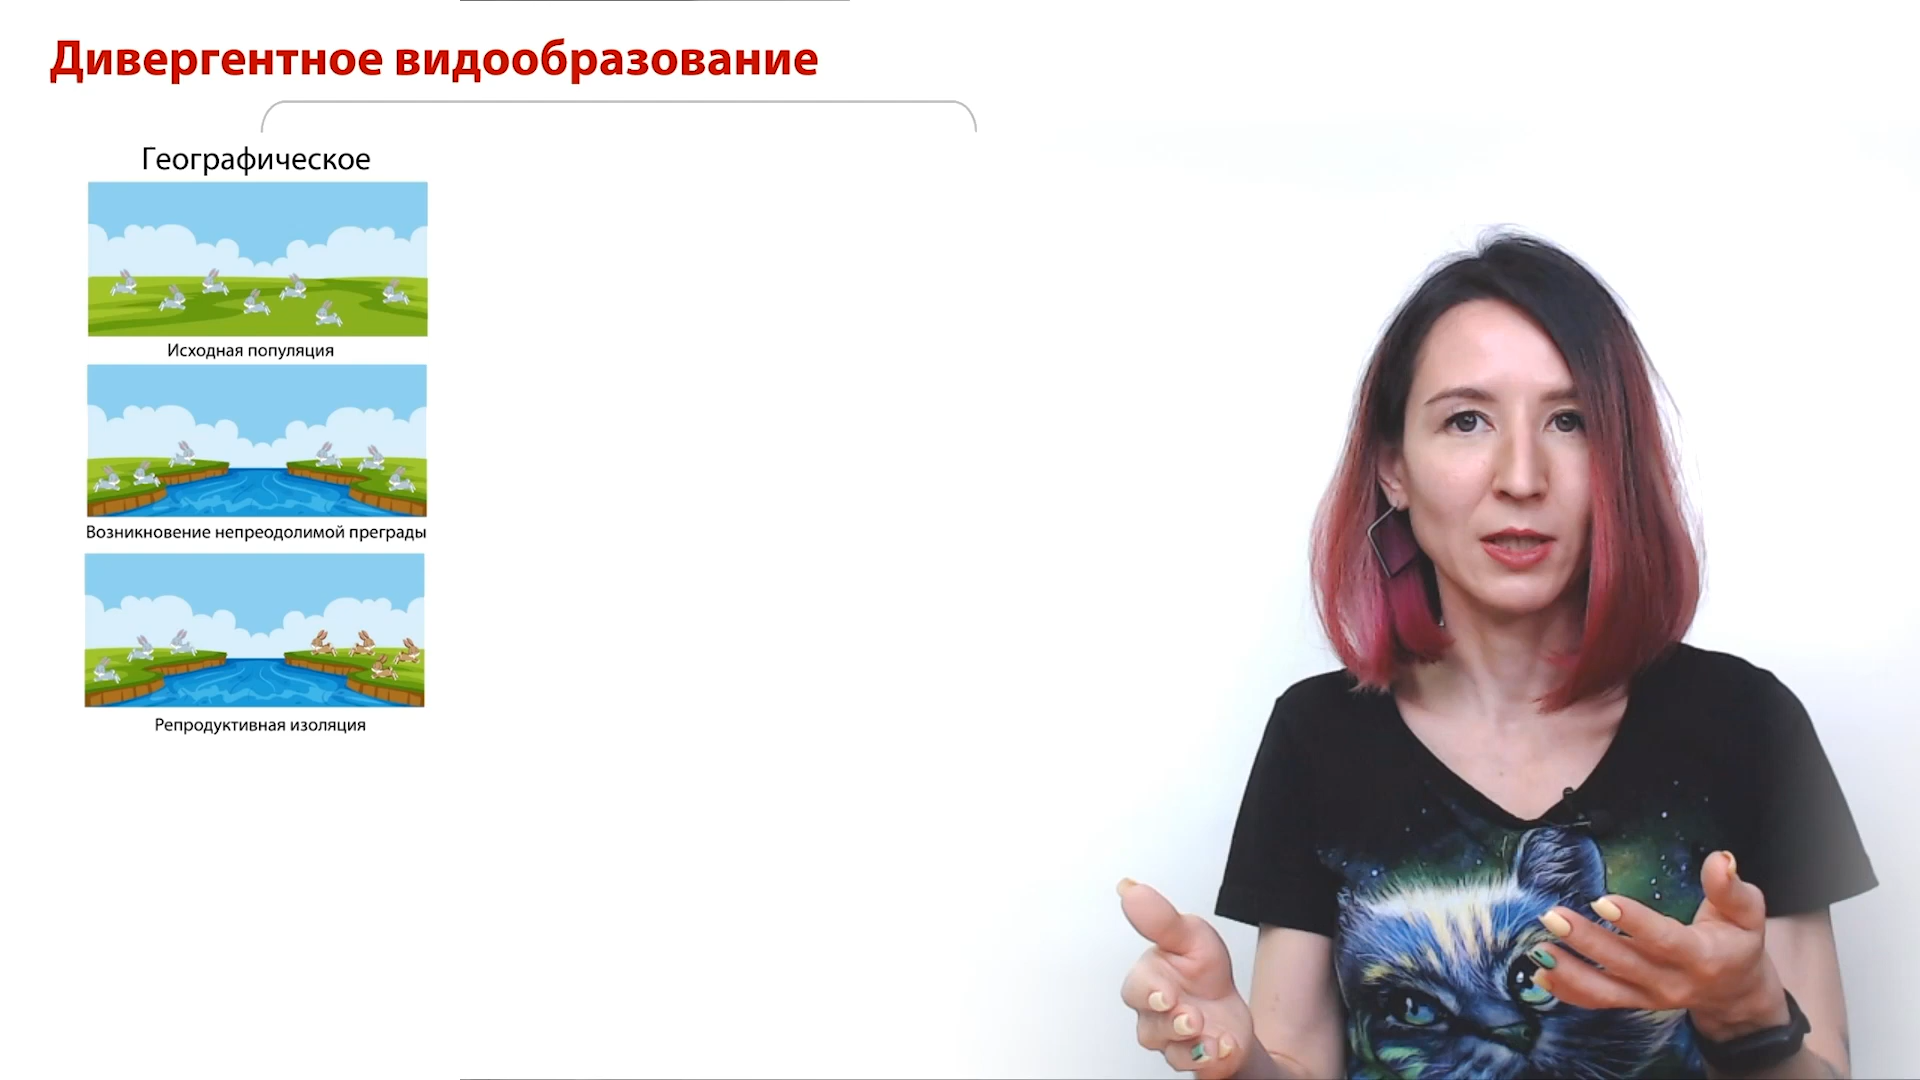 Дивергентное видообразование
Географическое
Исходная популяция
Возникновение непреодолимой преграды
Репродуктивная изоляция